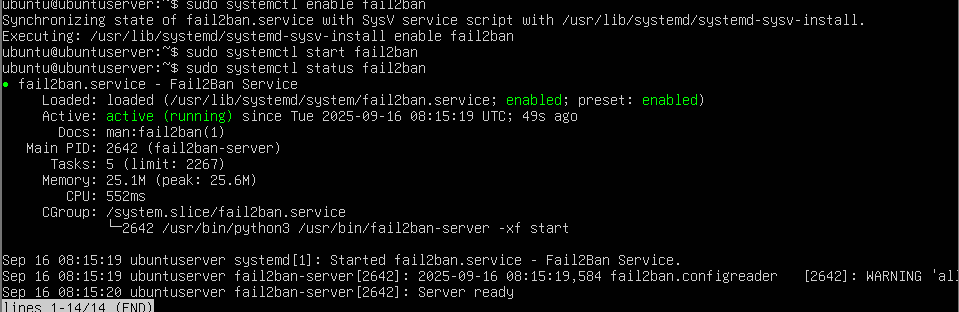 ubuntu@ubuntuserver:~$ sudo systemctl enable fail2ban
Synchronizing state of fail2ban.service with SysV service script with /usr/lib/systemd/systemd-sysv-install.
Executing: /usr/lib/systemd/systemd-sysv-install enable fail2ban
ubuntu@ubuntuserver:~$ sudo systemctl start fail2ban
ubuntu@ubuntuserver:~$ sudo systemctl status fail2ban
● fail2ban.service - Fail2Ban Service
     Loaded: loaded (/usr/lib/systemd/system/fail2ban.service; enabled; preset: enabled)
     Active: active (running) since Tue 2025-09-16 08:15:19 UTC; 49s ago
       Docs: man:fail2ban(1)
   Main PID: 2642 (fail2ban-server)
      Tasks: 5 (limit: 2267)
     Memory: 25.1M (peak: 25.6M)
        CPU: 552ms
     CGroup: /system.slice/fail2ban.service
             └─2642 /usr/bin/python3 /usr/bin/fail2ban-server -xf start
Sep 16 08:15:19 ubuntuserver systemd[1]: Started fail2ban.service - Fail2Ban Service.
Sep 16 08:15:19 ubuntuserver fail2ban-server[2642]: 2025-09-16 08:15:19,584 fail2ban.configreader   [2642]: WARNING 'al
Sep 16 08:15:20 ubuntuserver fail2ban-server[2642]: Server ready
lines 1-14/14 (END)